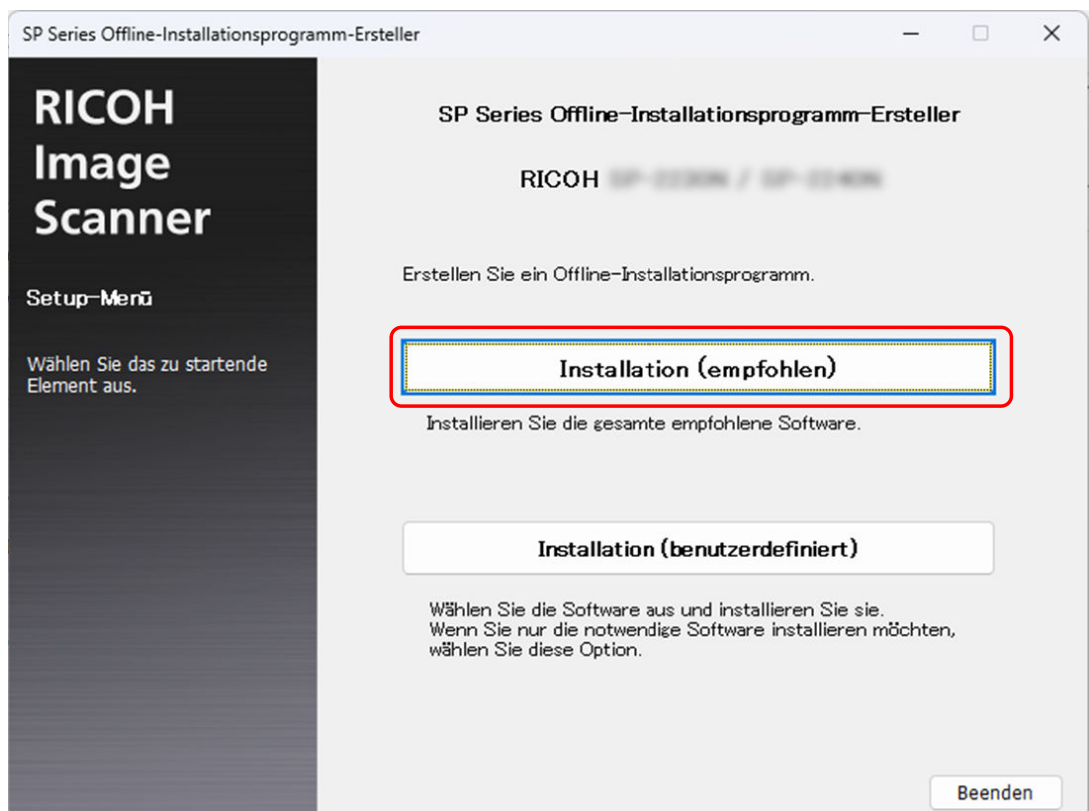 SP Series Offline-Installationsprogramm-Ersteller
RICOH
Image
Scanner
Setup-Menü
Wählen Sie das zu startende
Element aus.
SP Series Offline-Installationsprogramm-Ersteller
RICOH
Erstellen Sie ein Offline-Installationsprogramm.
Installation (empfohlen)
Installieren Sie die gesamte empfohlene Software.
Installation (benutzerdefiniert)
Wählen Sie die Software aus und installieren Sie sie.
Wenn Sie nur die notwendige Software installieren möchten,
wählen Sie diese Option.
Beenden